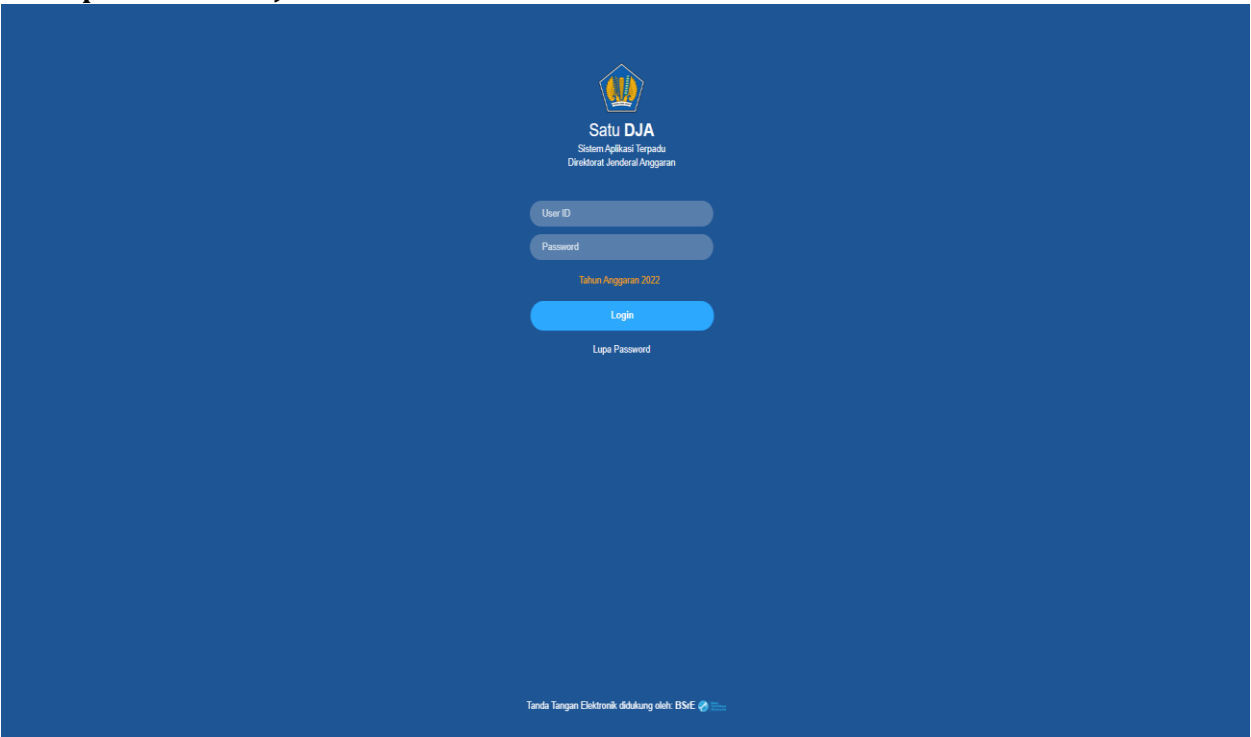 Satu DJA
Sistem Aplikasi Terpadu
Direktorat Jenderal Anggaran
User ID
Password
Tahun Anggaran 2022
Login
Lupa Password
Tanda Tangan Elektronik didukung oleh: BSrE